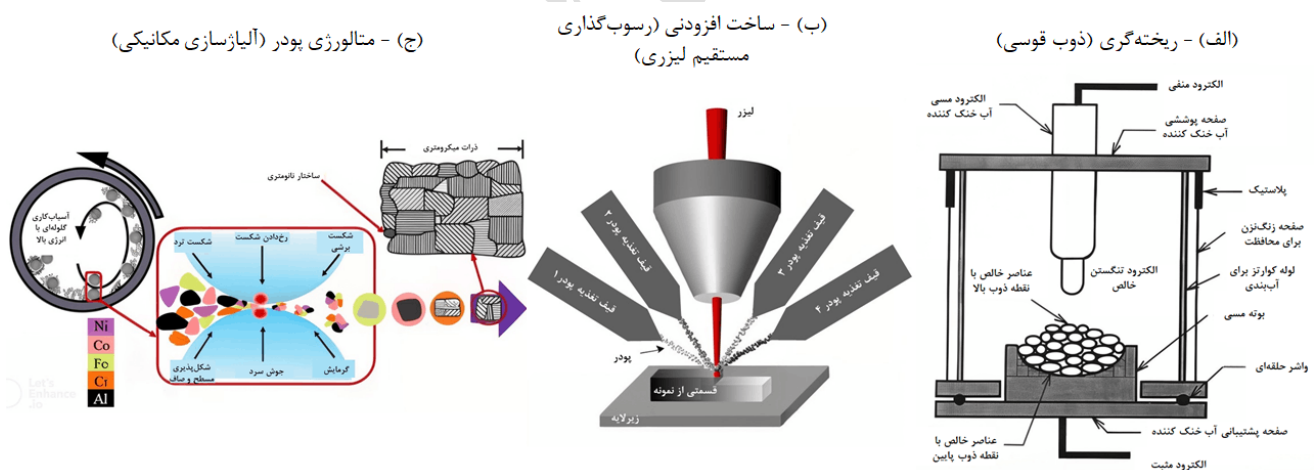 (الف) - ریخته‌گری (ذوب قوسی)
الکترود منفی
الکترود مسی
آب خنک کننده
صفحه پوششی
آب خنک کننده
پلاستیک
صفحه زنگ‌نزن
برای محافظت
الکترود تنگستن
خالص
لوله کوارتز برای
آب‌بندی
عناصر خالص با
نقطه ذوب بالا
بوته مسی
واشر حلقه‌ای
صفحه پشتیبانی آب خنک کننده
عناصر خالص با
نقطه ذوب پایین
الکترود مثبت
(ب) - ساخت افزودنی (رسوب‌گذاری
مستقیم لیزری)
لیزر
قیف تغذیه پودر ۱
قیف تغذیه پودر ۲
قیف تغذیه پودر ۳
قیف تغذیه پودر ۴
پودر
قسمتی از نمونه
زیرلایه
(ج) - متالورژی پودر (آلیاژسازی مکانیکی)
ذرات میکرومتری
ساختار نانومتری
آسیاب‌کاری
گلوله‌ای با
انرژی بالا
شکست ترد
رخ‌دادن شکست
شکست
برشی
شکل‌پذیری
مسطح و صاف
جوش سرد
گرمایش
Ni
Co
Fe
Cr
Al
Let's
Enhance
.io